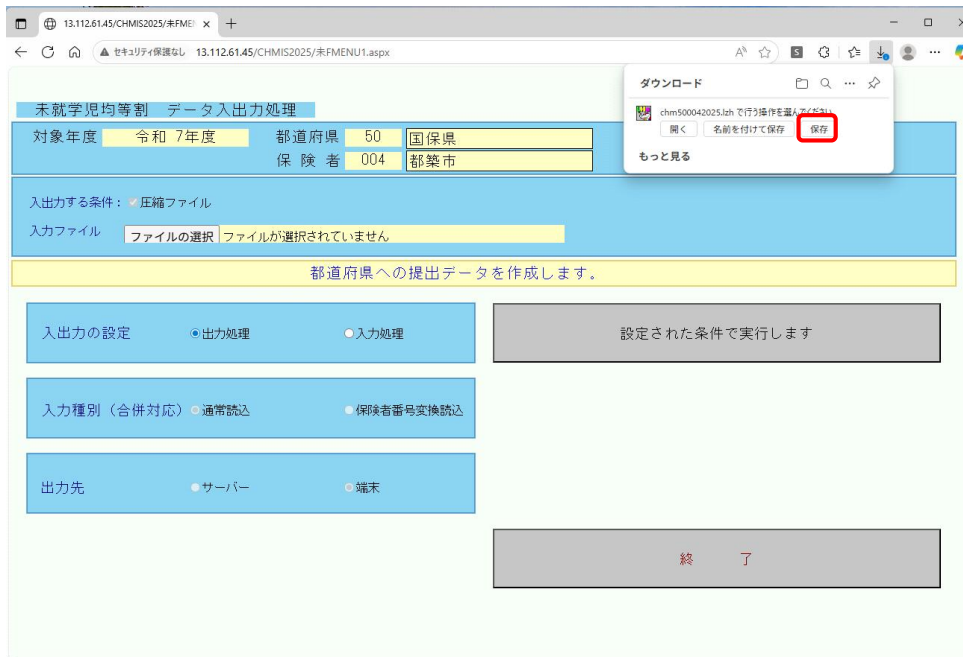 13.112.61.45/CHMIS2025/未FME
セキュリティ保護なし 13.112.61.45/CHMIS2025/未FMENU1.aspx
ダウンロード
chm500042025.lzh で行う操作を選んでください
開く 名前を付けて保存 保存
もっと見る
未就学児均等割 データ入出力処理
対象年度 令和 7年度 都道府県 50 国保県
保険者 004 都築市
入出力する条件： 圧縮ファイル
入力ファイル ファイルの選択 ファイルが選択されていません
都道府県への提出データを作成します。
入出力の設定 出力処理 入力処理 設定された条件で実行します
入力種別（合併対応） 通常読込 保険者番号変換読込
出力先 サーバー 端末
終 了